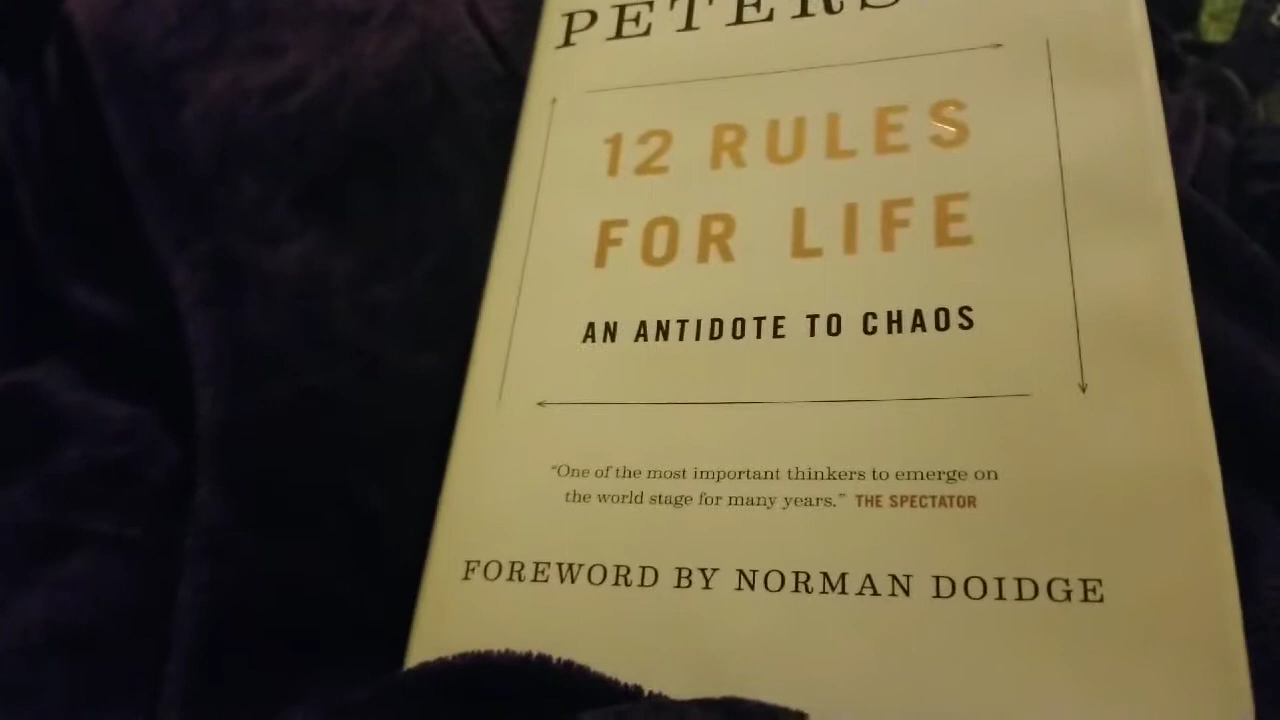 PETERS
12 RULES
FOR LIFE
AN ANTIDOTE TO CHAOS
“One of the most important thinkers to emerge on
the world stage for many years.” THE SPECTATOR
FOREWORD BY NORMAN DOIDGE